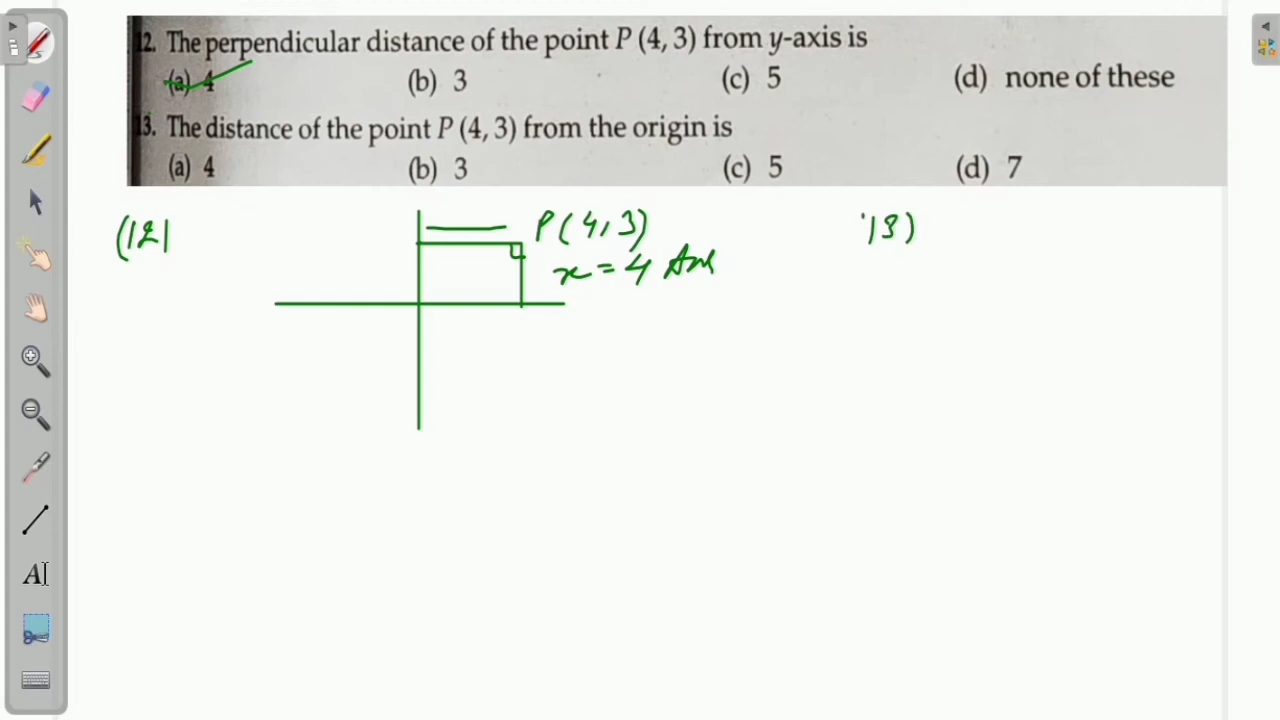 12. The perpendicular distance of the point P (4, 3) from y-axis is
(a) 4 (b) 3 (c) 5 (d) none of these
13. The distance of the point P (4, 3) from the origin is
(a) 4 (b) 3 (c) 5 (d) 7
(12) P(4,3) 13)
x = 4 Ans
A